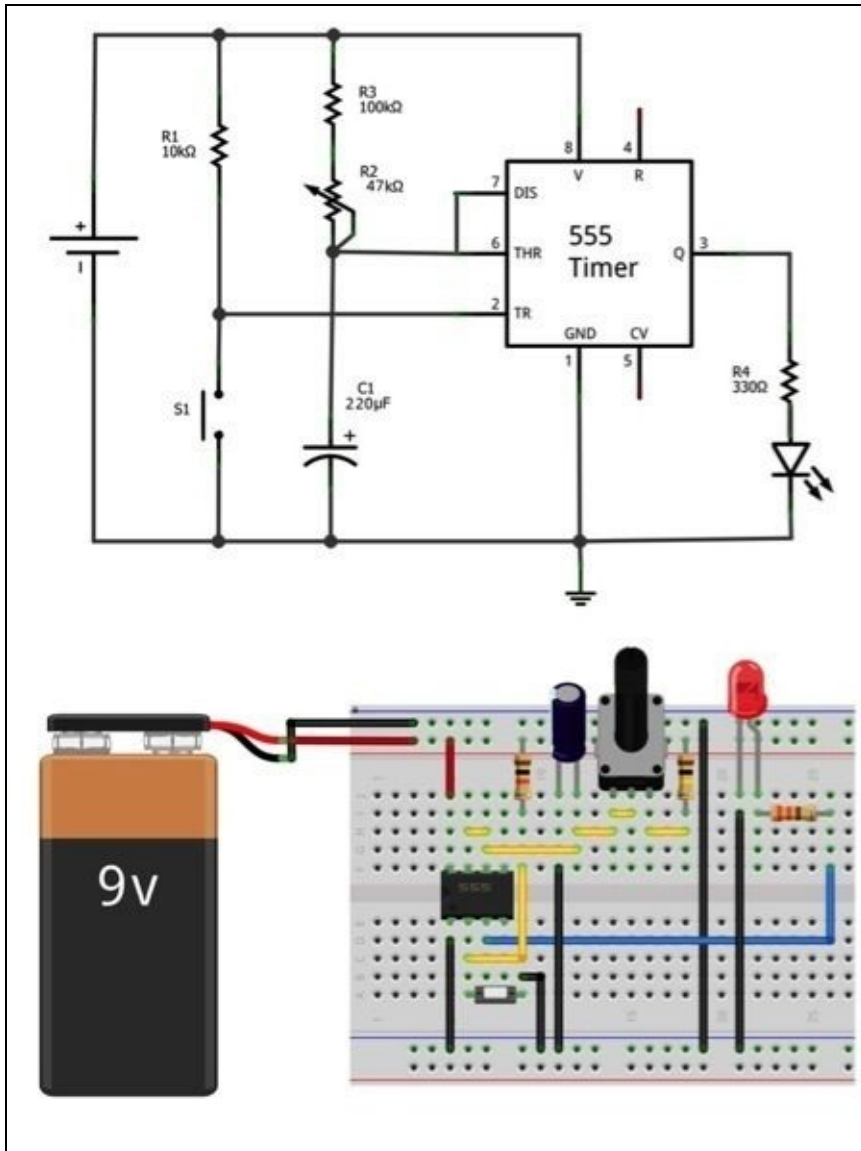 R3
100kΩ
R1
10kΩ
R2
47kΩ
8
4
V
R
7
DIS
+
555
Timer
6
THR
Q
3
2
TR
GND
CV
1
5
C1
220μF
+
S1
R4
330Ω
9v
555